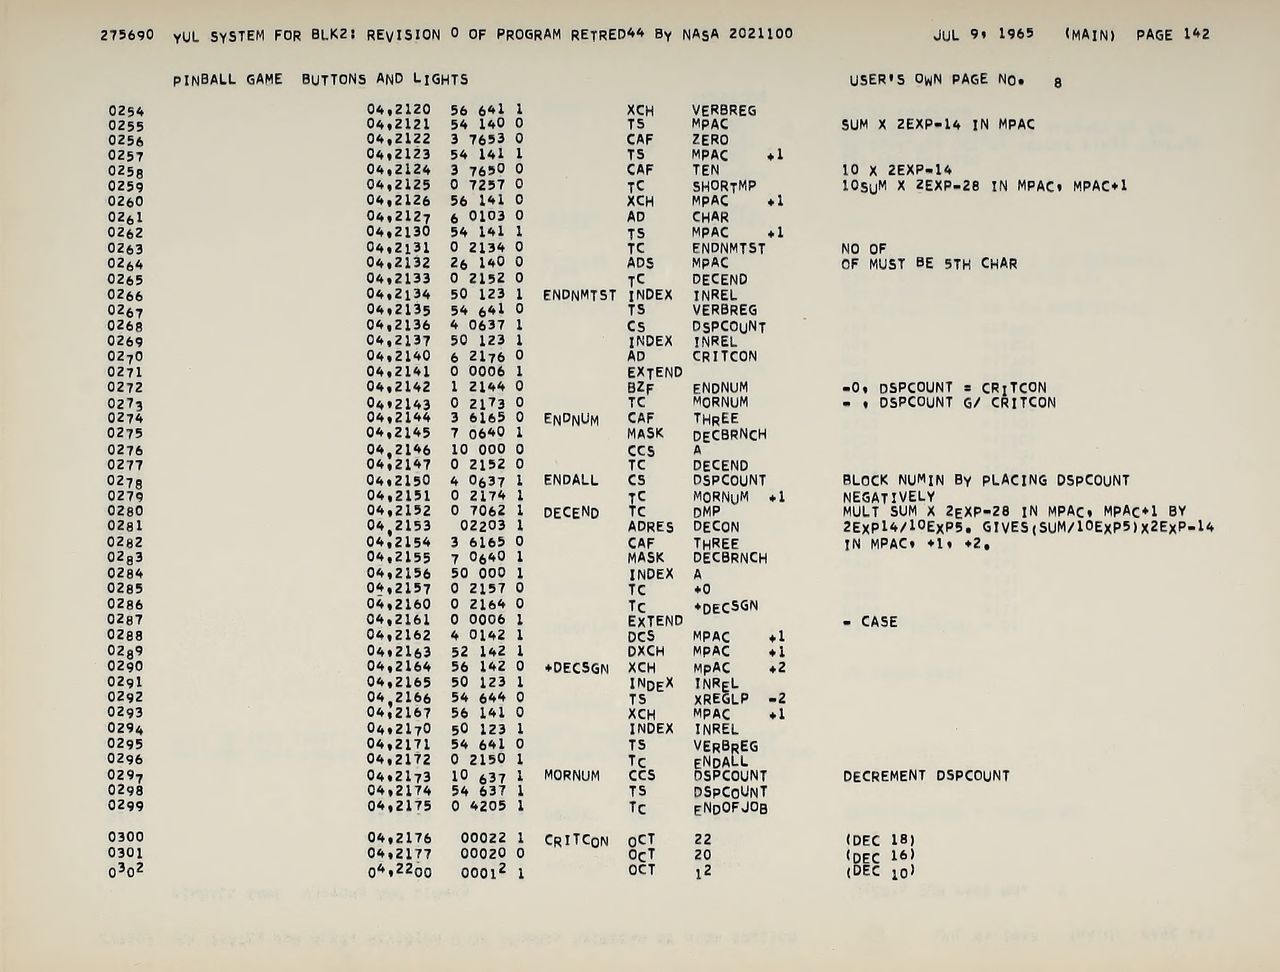 275690 YUL SYSTEM FOR BLK2: REVISION 0 OF PROGRAM RETRED44 BY NASA 2021100 JUL 9, 1965 (MAIN) PAGE 142
PINBALL GAME BUTTONS AND LIGHTS USER'S OWN PAGE NO. 8
0254 04,2120 56 641 1 XCH VERBREG
0255 04,2121 54 140 0 TS MPAC SUM X 2EXP-14 IN MPAC
0256 04,2122 3 7653 0 CAF ZERO
0257 04,2123 54 141 1 TS MPAC +1
0258 04,2124 3 7650 0 CAF TEN 10 X 2EXP-14
0259 04,2125 0 7257 0 TC SHORTMP 10SUM X 2EXP-28 IN MPAC, MPAC+1
0260 04,2126 56 141 0 XCH MPAC +1
0261 04,2127 6 0103 0 AD CHAR
0262 04,2130 54 141 1 TS MPAC +1
0263 04,2131 0 2134 0 TC ENDNMTST NO OF
0264 04,2132 26 140 0 ADS MPAC OF MUST BE 5TH CHAR
0265 04,2133 0 2152 0 TC DECEND
0266 04,2134 50 123 1 ENDNMTST INDEX INREL
0267 04,2135 54 641 0 TS VERBREG
0268 04,2136 4 0637 1 CS DSPCOUNT
0269 04,2137 50 123 1 INDEX INREL
0270 04,2140 6 2176 0 AD CRITCON
0271 04,2141 0 0006 1 EXTEND
0272 04,2142 1 2144 0 BZF ENDNUM -0, DSPCOUNT = CRITCON
0273 04,2143 0 2173 0 TC MORNUM - , DSPCOUNT G/ CRITCON
0274 04,2144 3 6165 0 ENDNUM CAF THREE
0275 04,2145 7 0640 1 MASK DECBRNCH
0276 04,2146 10 000 0 CCS A
0277 04,2147 0 2152 0 TC DECEND
0278 04,2150 4 0637 1 ENDALL CS DSPCOUNT BLOCK NUMIN BY PLACING DSPCOUNT
0279 04,2151 0 2174 1 TC MORNUM +1 NEGATIVELY
0280 04,2152 0 7062 1 DECEND TC DMP MULT SUM X 2EXP-28 IN MPAC, MPAC+1 BY
0281 04,2153 02203 1 ADRES DECON 2EXP14/10EXP5. GIVES(SUM/10EXP5)X2EXP-14
0282 04,2154 3 6165 0 CAF THREE IN MPAC, +1, +2.
0283 04,2155 7 0640 1 MASK DECBRNCH
0284 04,2156 50 000 1 INDEX A
0285 04,2157 0 2157 0 TC +0
0286 04,2160 0 2164 0 TC +DECSGN
0287 04,2161 0 0006 1 EXTEND - CASE
0288 04,2162 4 0142 1 DCS MPAC +1
0289 04,2163 52 142 1 DXCH MPAC +1
0290 04,2164 56 142 0 +DECSGN XCH MPAC +2
0291 04,2165 50 123 1 INDEX INREL
0292 04,2166 54 644 0 TS XREGLP -2
0293 04,2167 56 141 0 XCH MPAC +1
0294 04,2170 50 123 1 INDEX INREL
0295 04,2171 54 641 0 TS VERBREG
0296 04,2172 0 2150 1 TC ENDALL
0297 04,2173 10 637 1 MORNUM CCS DSPCOUNT DECREMENT DSPCOUNT
0298 04,2174 54 637 1 TS DSPCOUNT
0299 04,2175 0 4205 1 TC ENDOFJOB
0300 04,2176 00022 1 CRITCON OCT 22 (DEC 18)
0301 04,2177 00020 0 OCT 20 (DEC 16)
0302 04,2200 00012 1 OCT 12 (DEC 10)